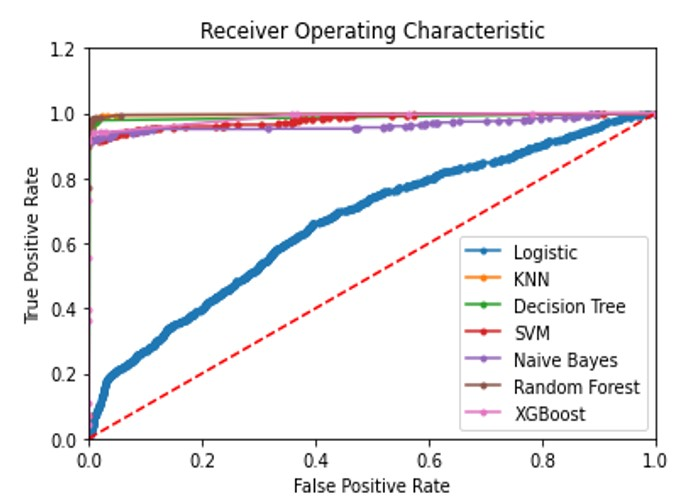 Receiver Operating Characteristic
1.2
1.0
0.8
0.6
0.4
0.2
0.0
True Positive Rate
Logistic
KNN
Decision Tree
SVM
Naive Bayes
Random Forest
XGBoost
0.0 0.2 0.4 0.6 0.8 1.0
False Positive Rate